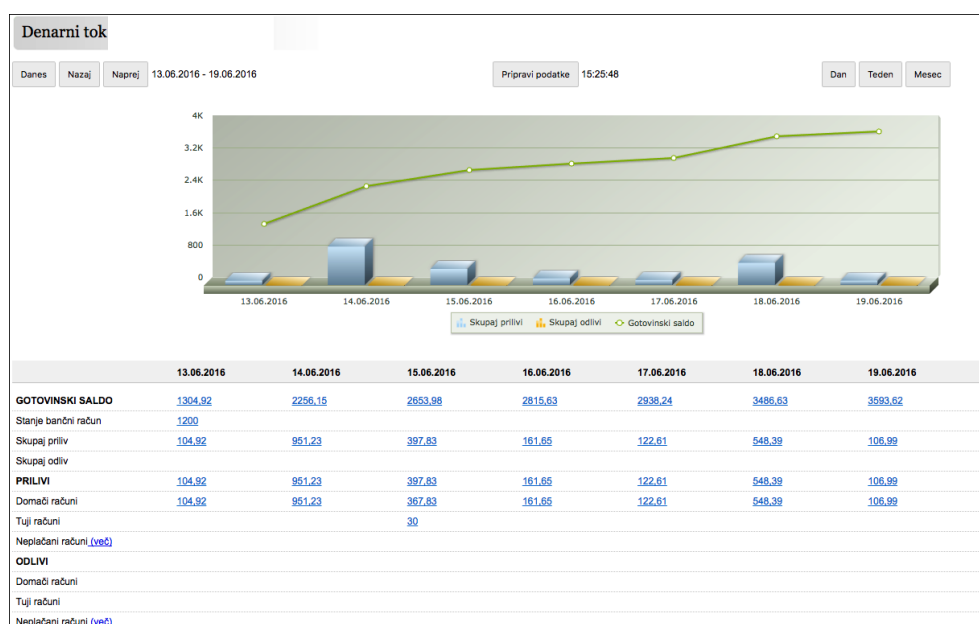 Denarni tok
Danes Nazaj Naprej 13.06.2016 - 19.06.2016 Pripravi podatke 15:25:48 Dan Teden Mesec
4K
3.2K
2.4K
1.6K
800
0
13.06.2016 14.06.2016 15.06.2016 16.06.2016 17.06.2016 18.06.2016 19.06.2016
Skupaj prilivi Skupaj odlivi Gotovinski saldo
13.06.2016 14.06.2016 15.06.2016 16.06.2016 17.06.2016 18.06.2016 19.06.2016
GOTOVINSKI SALDO 1304,92 2256,15 2653,98 2815,63 2938,24 3486,63 3593,62
Stanje bančni račun 1200
Skupaj priliv 104,92 951,23 397,83 161,65 122,61 548,39 106,99
Skupaj odliv
PRILIVI 104,92 951,23 397,83 161,65 122,61 548,39 106,99
Domači računi 104,92 951,23 367,83 161,65 122,61 548,39 106,99
Tuji računi 30
Neplačani računi (več)
ODLIVI
Domači računi
Tuji računi
Neplačani računi (več)